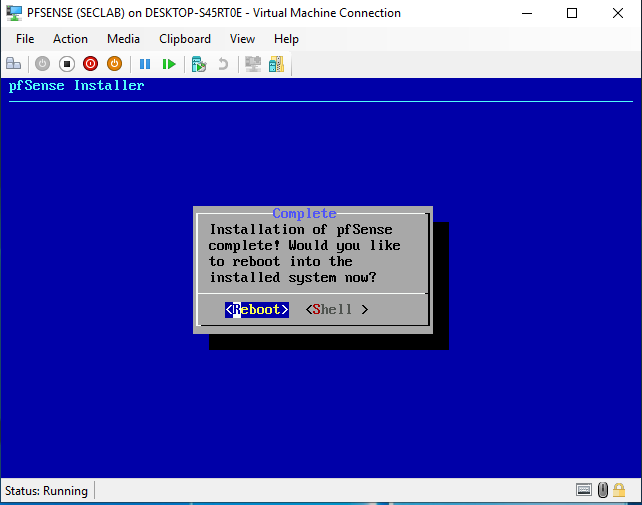 PFSENSE (SECLAB) on DESKTOP-S45RT0E - Virtual Machine Connection
File Action Media Clipboard View Help
pfSense Installer
Complete
Installation of pfSense
complete! Would you like
to reboot into the
installed system now?
<Reboot> <Shell >
Status: Running